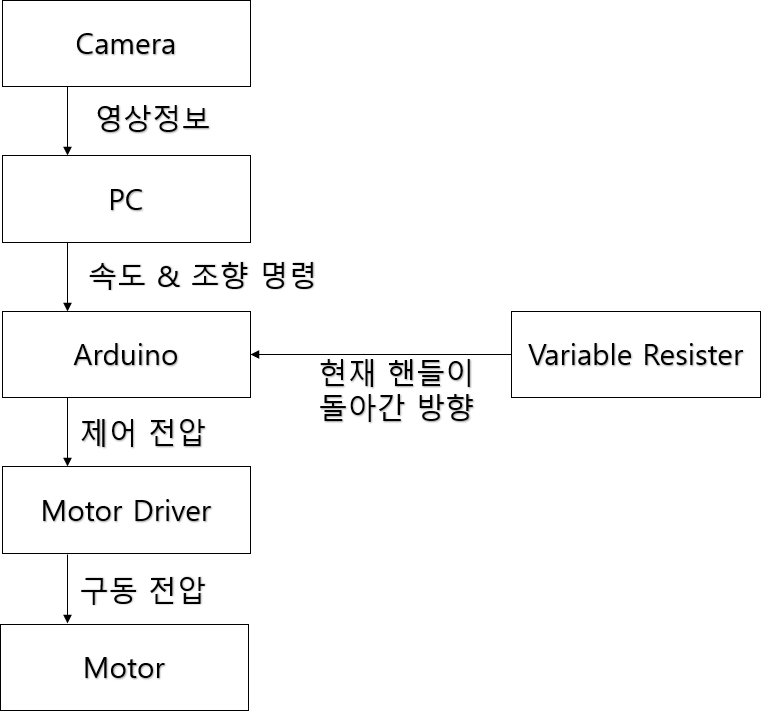 Camera
영상정보
PC
속도 & 조향 명령
Arduino
현재 핸들이
돌아간 방향
Variable Resister
제어 전압
Motor Driver
구동 전압
Motor